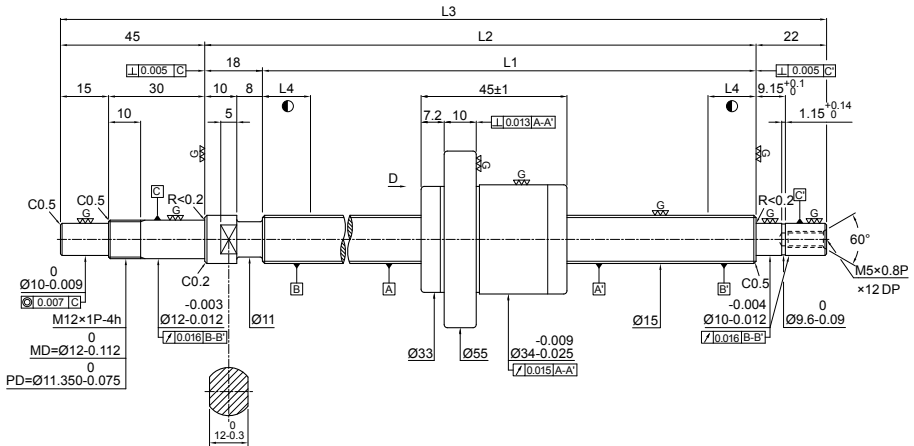 L3
45
L2
22
⊥ 0.005 C
18
L1
⊥ 0.005 C'
15
30
10
8
L4
45±1
L4
9.15 +0.1 0
10
5
7.2
10
⊥ 0.013 A-A'
1.15 +0.14 0
G
G
G
D
G
C0.5
C0.5
C
R<0.2
G
R<0.2
C'
G
G
G
G
G
60°
C0.2
C0.5
M5×0.8P
×12DP
B
A
A'
B'
0
Ø10-0.009
◎ 0.007 C
-0.003
Ø12-0.012
↗ 0.016 B-B'
Ø11
Ø15
-0.004
Ø10-0.012
↗ 0.016 B-B'
0
Ø9.6-0.09
M12×1P-4h
0
MD=Ø12-0.112
0
PD=Ø11.350-0.075
Ø33
Ø55
-0.009
Ø34-0.025
↗ 0.015 A-A'
0
12-0.3